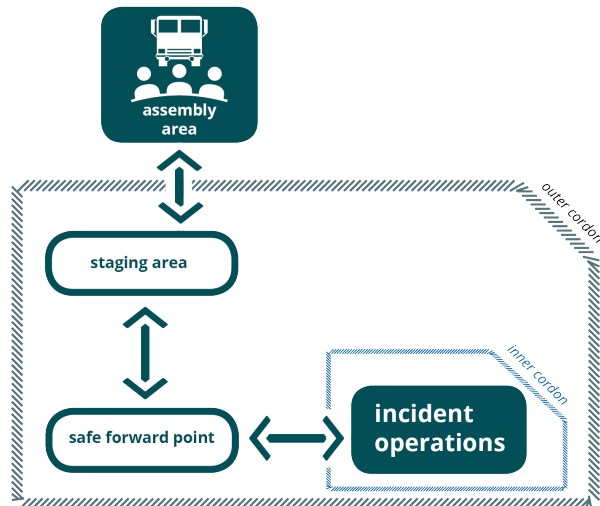 assembly
area
outer cordon
staging area
inner cordon
incident
operations
safe forward point